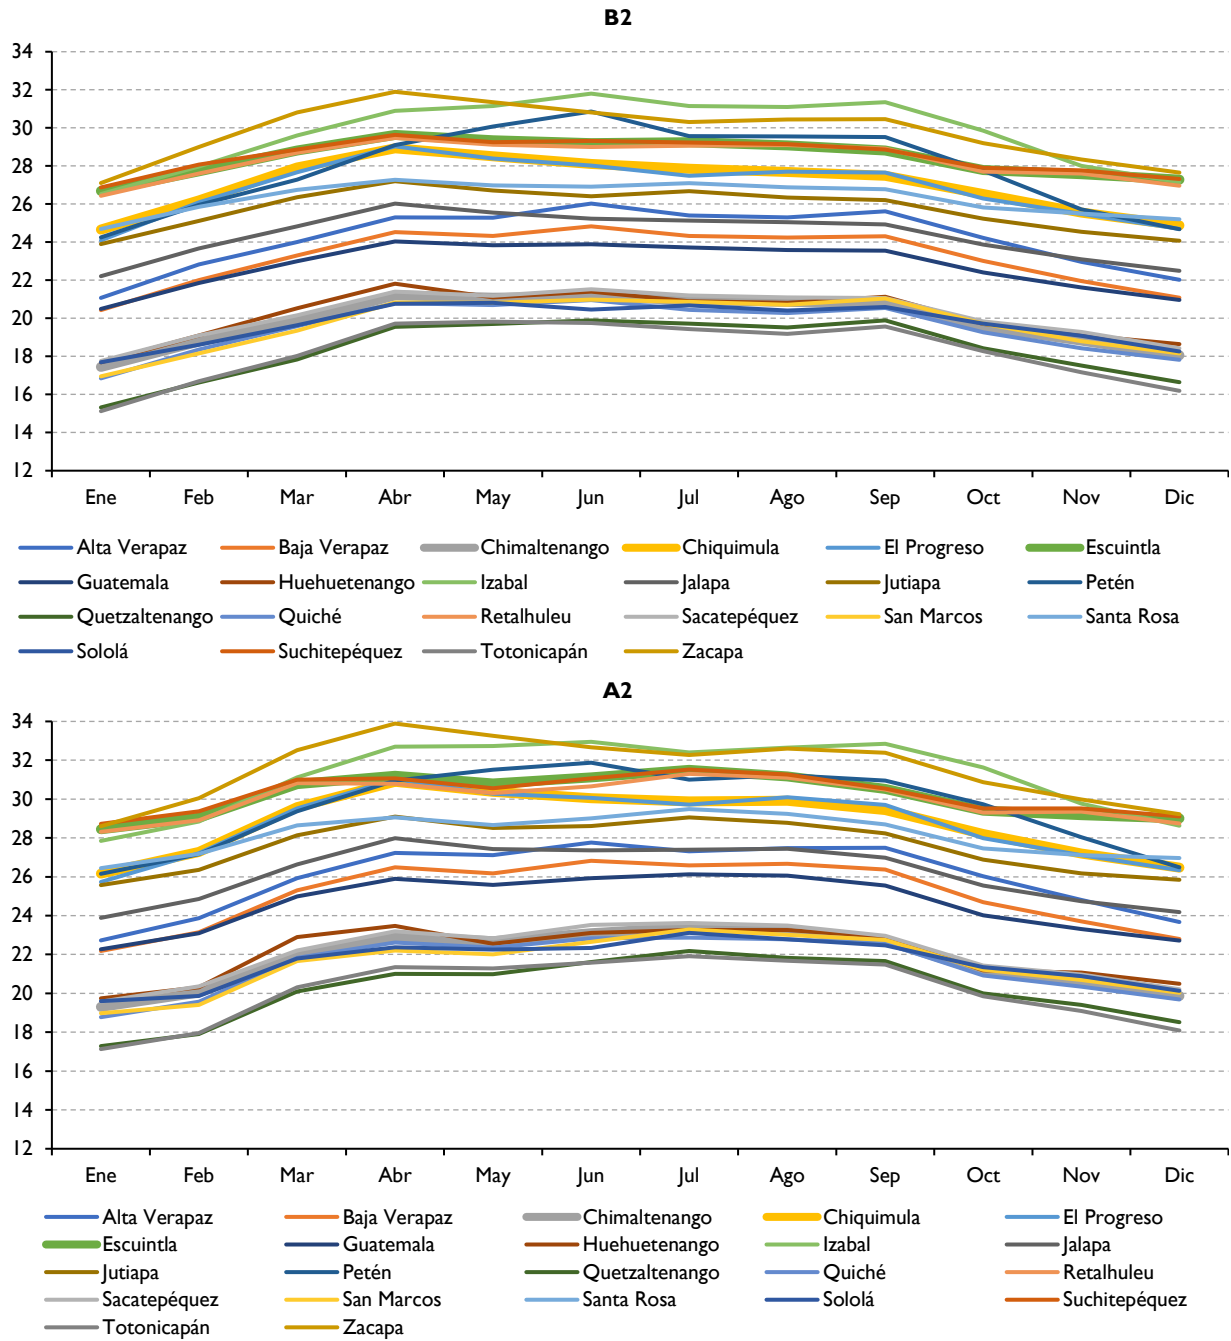 B2
34
32
30
28
26
24
22
20
18
16
14
12
Ene Feb Mar Abr May Jun Jul Ago Sep Oct Nov Dic
Alta Verapaz Baja Verapaz Chimaltenango Chiquimula El Progreso Escuintla
Guatemala Huehuetenango Izabal Jalapa Jutiapa Petén
Quetzaltenango Quiché Retalhuleu Sacatepéquez San Marcos Santa Rosa
Sololá Suchitepéquez Totonicapán Zacapa
A2
34
32
30
28
26
24
22
20
18
16
14
12
Ene Feb Mar Abr May Jun Jul Ago Sep Oct Nov Dic
Alta Verapaz Baja Verapaz Chimaltenango Chiquimula El Progreso
Escuintla Guatemala Huehuetenango Izabal Jalapa
Jutiapa Petén Quetzaltenango Quiché Retalhuleu
Sacatepéquez San Marcos Santa Rosa Sololá Suchitepéquez
Totonicapán Zacapa